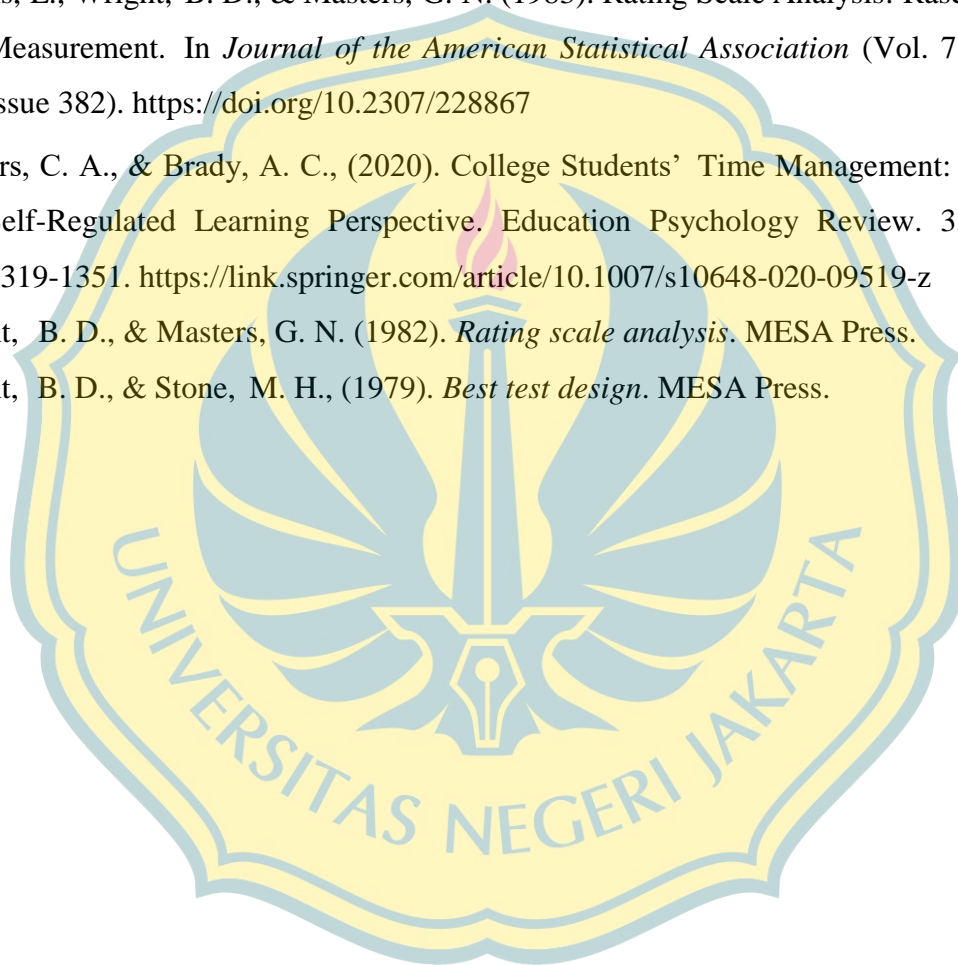 s, L., Wright, B. D., & Masters, G. N. (1983). Rating Scale Analysis: Rasc
Measurement. In Journal of the American Statistical Association (Vol. 7
ssue 382). https://doi.org/10.2307/228867
rs, C. A., & Brady, A. C., (2020). College Students’ Time Management:
elf-Regulated Learning Perspective. Education Psychology Review. 3
319-1351. https://link.springer.com/article/10.1007/s10648-020-09519-z
t, B. D., & Masters, G. N. (1982). Rating scale analysis. MESA Press.
t, B. D., & Stone, M. H., (1979). Best test design. MESA Press.
UNIVERSITAS NEGERI JAKARTA